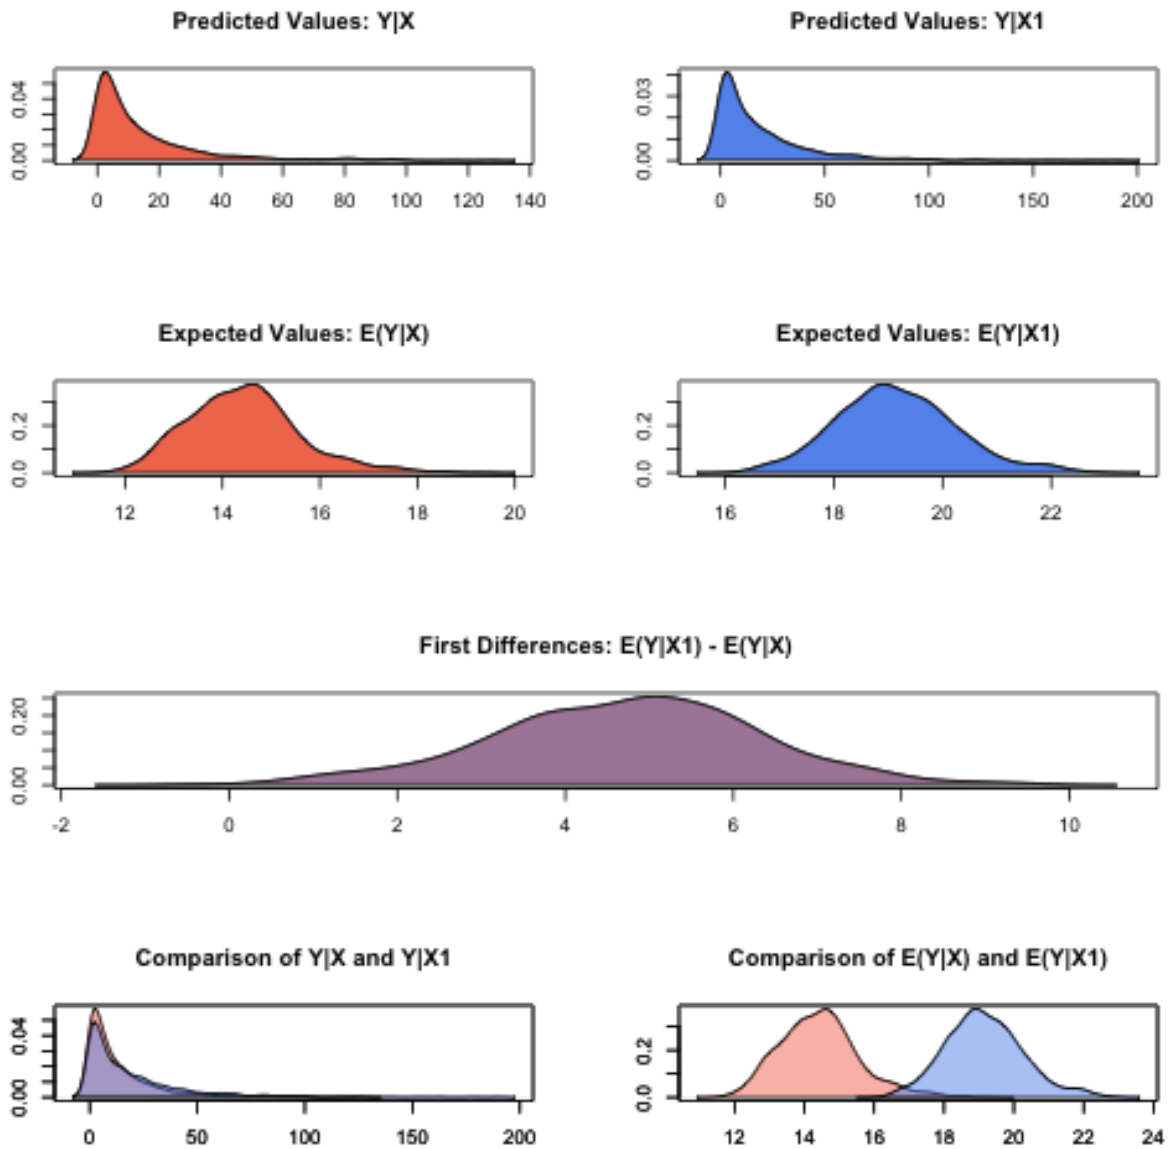 Predicted Values: Y|X
Predicted Values: Y|X1
0.00 0.04
0 20 40 60 80 100 120 140
0.00 0.03
0 50 100 150 200
Expected Values: E(Y|X)
Expected Values: E(Y|X1)
0.0 0.2
12 14 16 18 20
0.0 0.2
16 18 20 22
First Differences: E(Y|X1) - E(Y|X)
0.00 0.20
-2 0 2 4 6 8 10
Comparison of Y|X and Y|X1
Comparison of E(Y|X) and E(Y|X1)
0.00 0.04
0 50 100 150 200
0.0 0.2
12 14 16 18 20 22 24